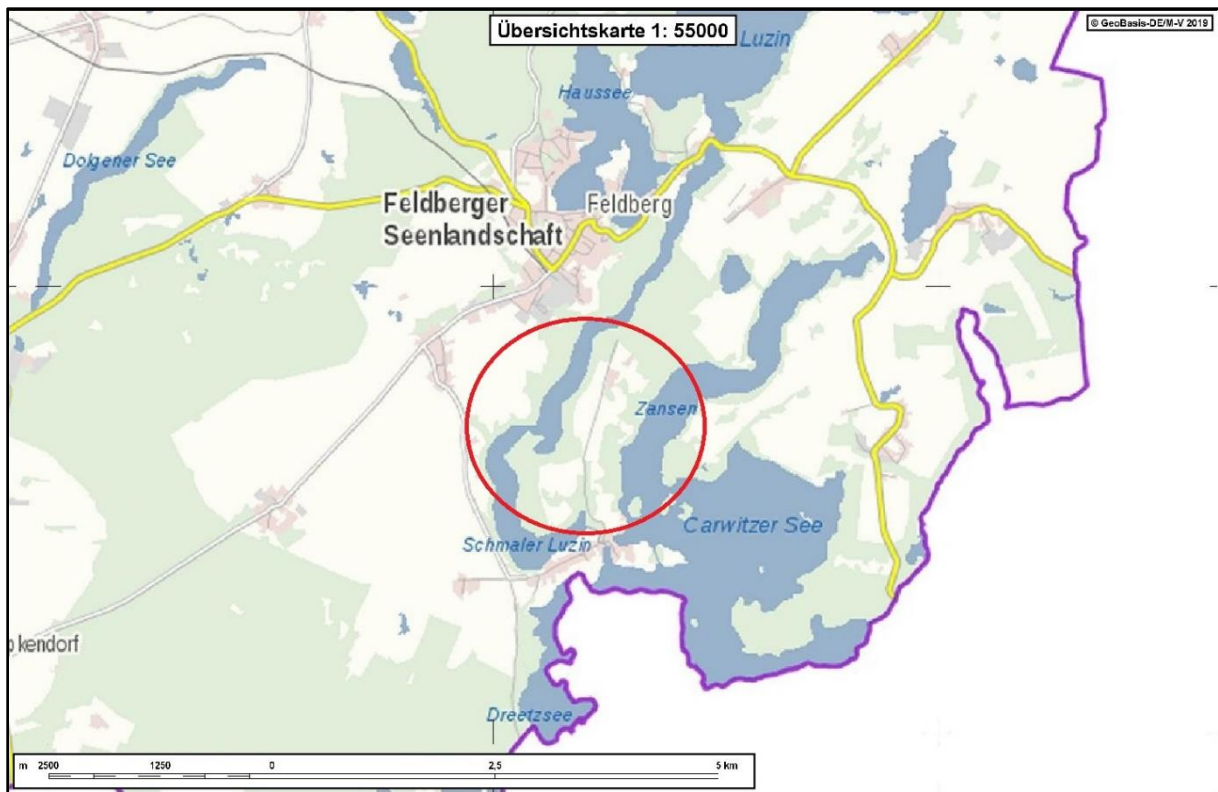 Übersichtskarte 1: 55000
© GeoBasis-DE/M-V 2019
Luzin
Haussee
Dolgener See
Feldberger
Seenlandschaft
Feldberg
Zansen
Carwitzer See
Schmaler Luzin
kendorf
Dreetzsee
m 2500 1250 0 2,5 5 km